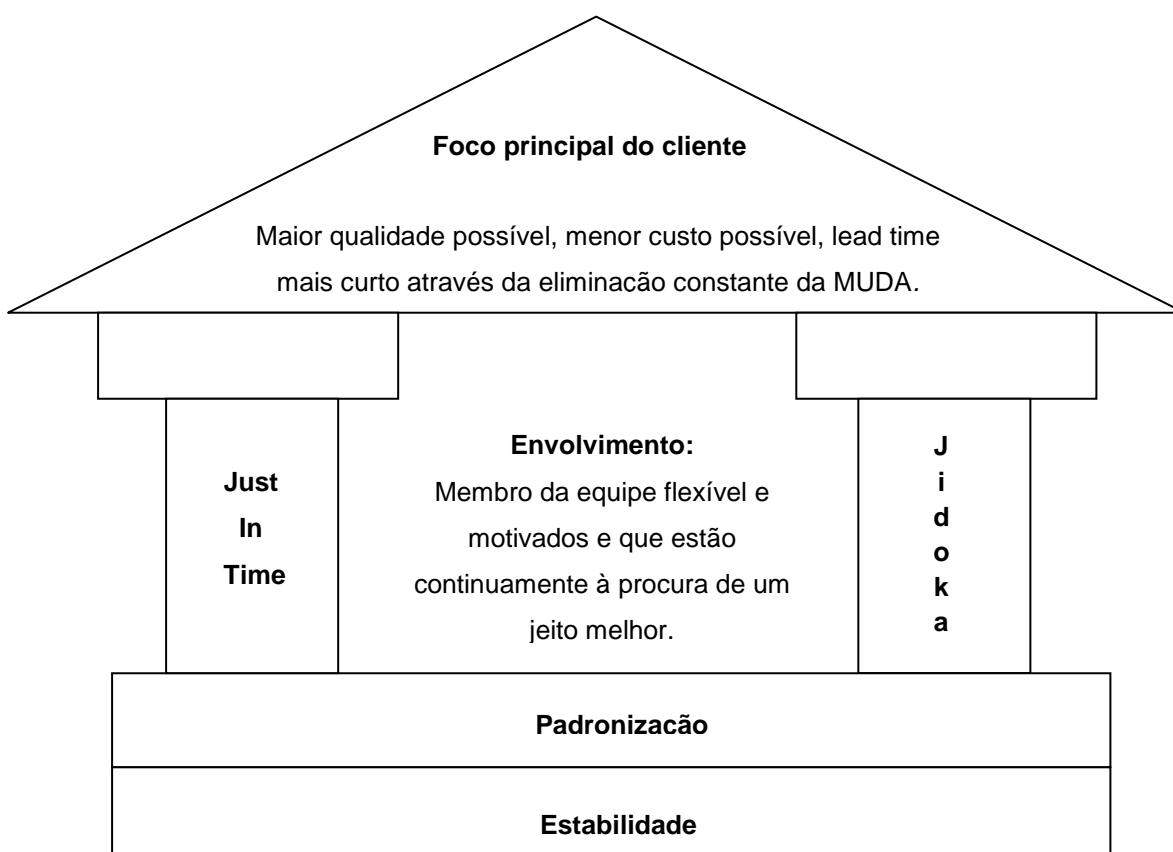 Foco principal do cliente
Maior qualidade possível, menor custo possível, lead time
mais curto através da eliminacão constante da MUDA.
Just
In
Time
Envolvimento:
Membro da equipe flexível e
motivados e que estão
continuamente à procura de um
jeito melhor.
J
i
d
o
k
a
Padronizacão
Estabilidade